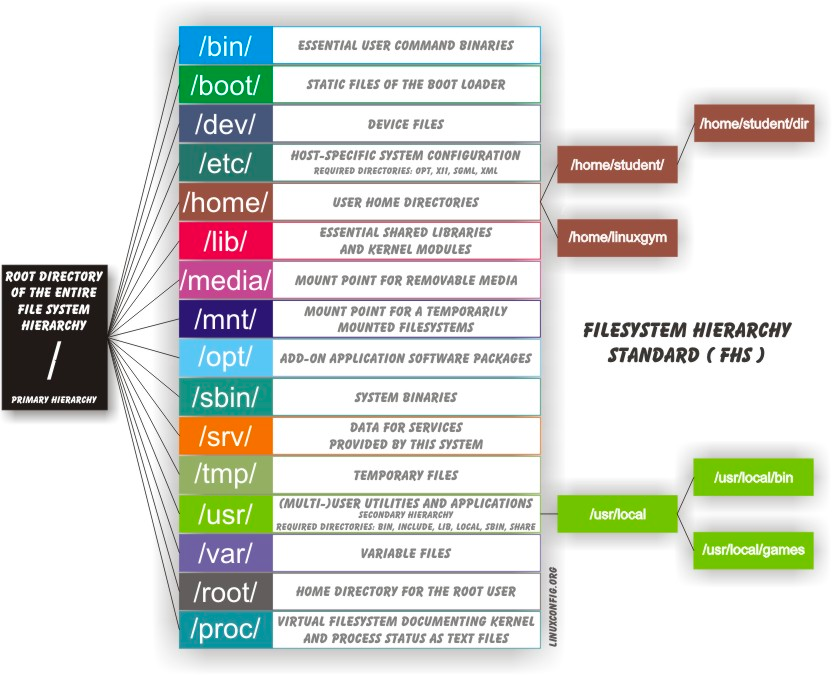 ROOT DIRECTORY
OF THE ENTIRE
FILE SYSTEM
HIERARCHY
/
PRIMARY HIERARCHY
/bin/
ESSENTIAL USER COMMAND BINARIES
/boot/
STATIC FILES OF THE BOOT LOADER
/dev/
DEVICE FILES
/etc/
HOST-SPECIFIC SYSTEM CONFIGURATION
REQUIRED DIRECTORIES: OPT, X11, SGML, XML
/home/
USER HOME DIRECTORIES
/home/student/
/home/student/dir
/home/linuxgym
/lib/
ESSENTIAL SHARED LIBRARIES
AND KERNEL MODULES
/media/
MOUNT POINT FOR REMOVABLE MEDIA
/mnt/
MOUNT POINT FOR A TEMPORARILY
MOUNTED FILESYSTEMS
/opt/
ADD-ON APPLICATION SOFTWARE PACKAGES
/sbin/
SYSTEM BINARIES
/srv/
DATA FOR SERVICES
PROVIDED BY THIS SYSTEM
/tmp/
TEMPORARY FILES
/usr/
(MULTI-)USER UTILITIES AND APPLICATIONS
SECONDARY HIERARCHY
REQUIRED DIRECTORIES: BIN, INCLUDE, LIB, LOCAL, SBIN, SHARE
/usr/local
/usr/local/bin
/usr/local/games
/var/
VARIABLE FILES
/root/
HOME DIRECTORY FOR THE ROOT USER
/proc/
VIRTUAL FILESYSTEM DOCUMENTING KERNEL
AND PROCESS STATUS AS TEXT FILES
FILESYSTEM HIERARCHY
STANDARD ( FHS )
LINUXCONFIG.ORG